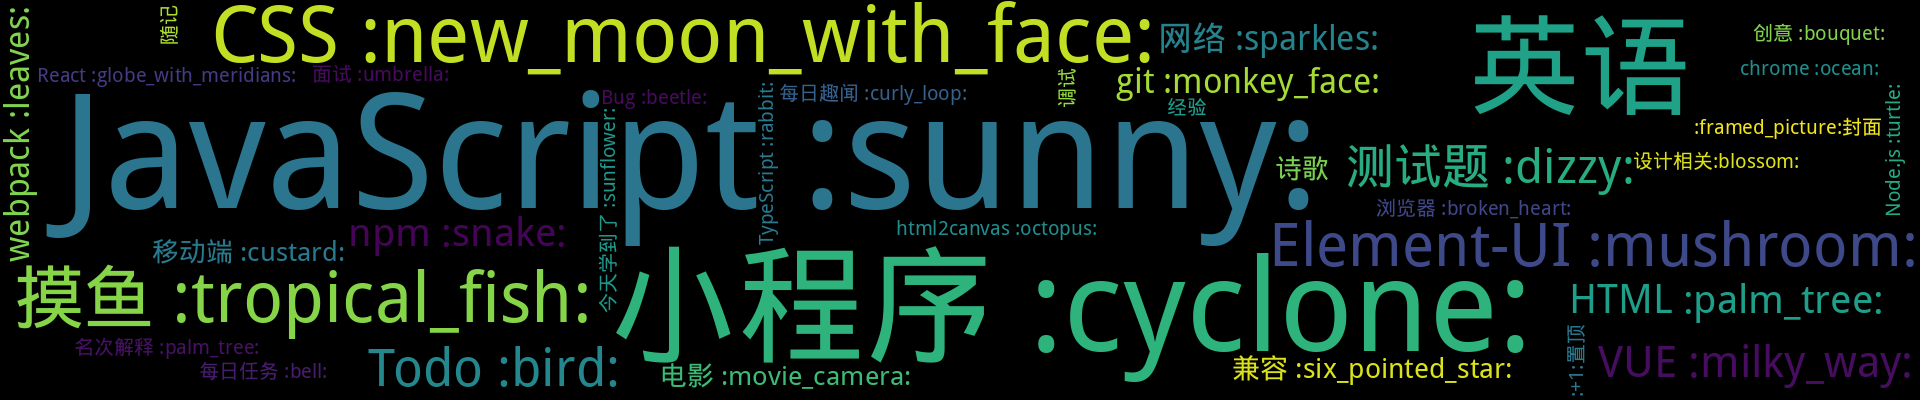 webpack :leaves:
随记
CSS :new_moon_with_face:
网络 :sparkles:
英语
创意 :bouquet:
React :globe_with_meridians:
面试 :umbrella:
调试
git :monkey_face:
chrome :ocean:
JavaScript :sunny:
Bug :beetle:
每日趣闻 :curly_loop:
经验
:framed_picture:封面
Node.js :turtle:
今天学到了 :sunflower:
TypeScript :rabbit:
诗歌
测试题 :dizzy:
设计相关:blossom:
浏览器 :broken_heart:
移动端 :custard:
npm :snake:
html2canvas :octopus:
Element-UI :mushroom:
摸鱼 :tropical_fish:
小程序 :cyclone:
HTML :palm_tree:
名次解释 :palm_tree:
每日任务 :bell:
Todo :bird:
电影 :movie_camera:
兼容 :six_pointed_star:
:+1:置顶
VUE :milky_way: